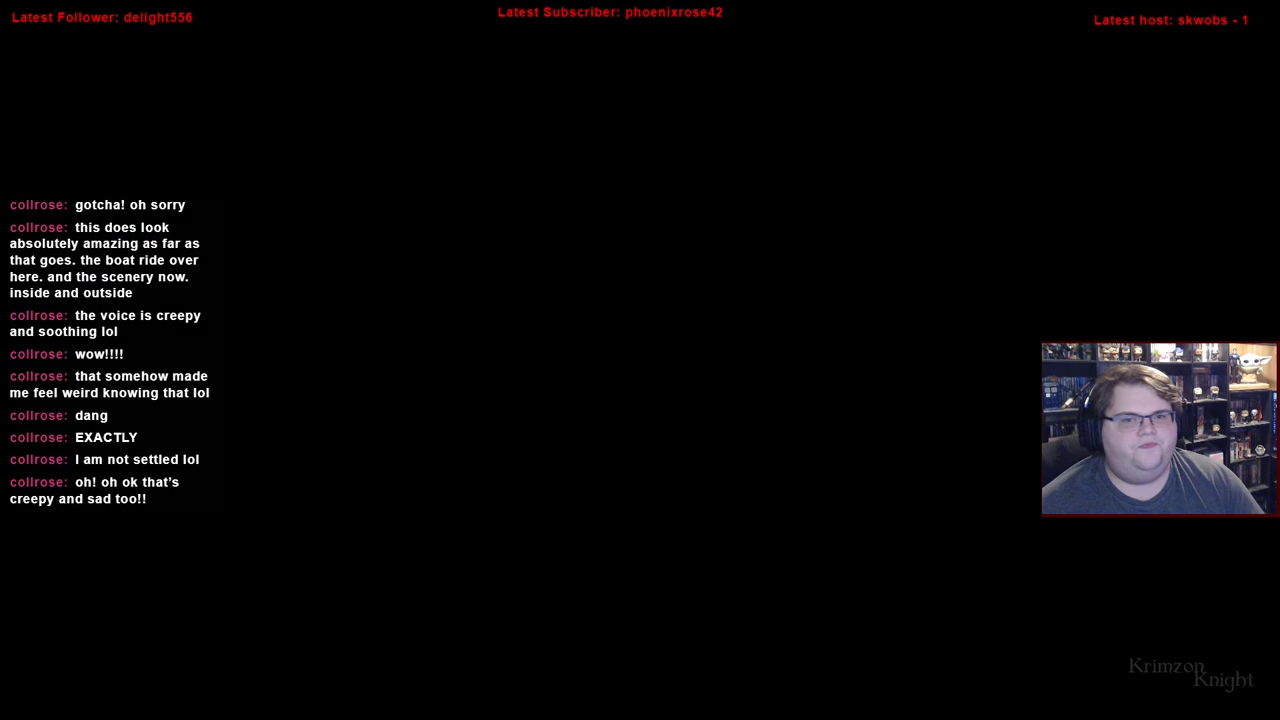 Latest Follower: delight556
Latest Subscriber: phoenixrose42
Latest host: skwobs - 1
collrose: gotcha! oh sorry
collrose: this does look
absolutely amazing as far as
that goes. the boat ride over
here. and the scenery now.
inside and outside
collrose: the voice is creepy
and soothing lol
collrose: wow!!!!
collrose: that somehow made
me feel weird knowing that lol
collrose: dang
collrose: EXACTLY
collrose: I am not settled lol
collrose: oh! oh ok that's
creepy and sad too!!
Krimzon
Knight